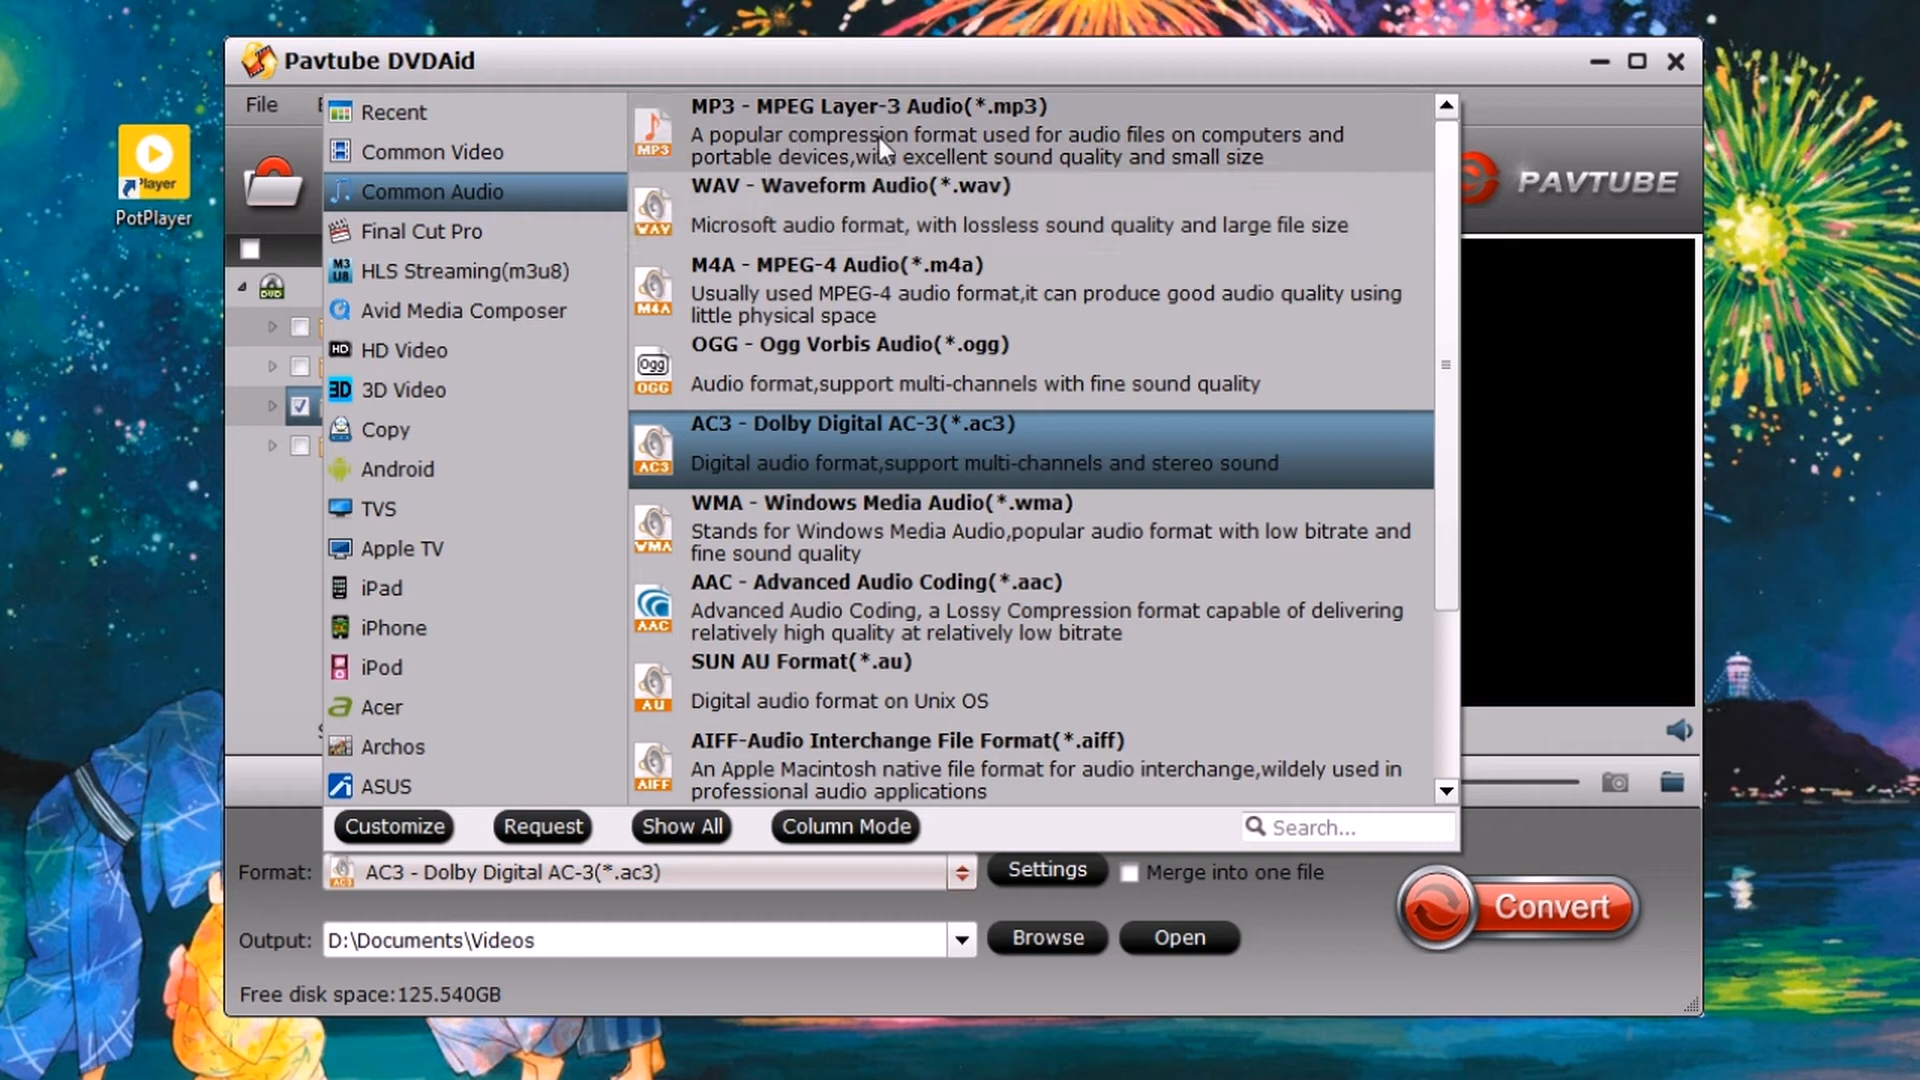 Pavtube DVDAid
Player
PotPlayer
File
PAVTUBE
DVD
Recent
Common Video
Common Audio
Final Cut Pro
M3
U8
HLS Streaming(m3u8)
Avid Media Composer
HD
HD Video
3D
3D Video
Copy
Android
TVS
Apple TV
iPad
iPhone
iPod
Acer
Archos
ASUS
MP3 - MPEG Layer-3 Audio(*.mp3)
A popular compression format used for audio files on computers and
portable devices,with excellent sound quality and small size
MP3
WAV - Waveform Audio(*.wav)
Microsoft audio format, with lossless sound quality and large file size
WAV
M4A - MPEG-4 Audio(*.m4a)
Usually used MPEG-4 audio format,it can produce good audio quality using
little physical space
M4A
OGG - Ogg Vorbis Audio(*.ogg)
Audio format,support multi-channels with fine sound quality
Ogg
OGG
AC3 - Dolby Digital AC-3(*.ac3)
Digital audio format,support multi-channels and stereo sound
AC3
WMA - Windows Media Audio(*.wma)
Stands for Windows Media Audio,popular audio format with low bitrate and
fine sound quality
WMA
AAC - Advanced Audio Coding(*.aac)
Advanced Audio Coding, a Lossy Compression format capable of delivering
relatively high quality at relatively low bitrate
AAC
SUN AU Format(*.au)
Digital audio format on Unix OS
AU
AIFF-Audio Interchange File Format(*.aiff)
An Apple Macintosh native file format for audio interchange,wildely used in
professional audio applications
AIFF
Customize
Request
Show All
Column Mode
Search...
Format:
AC3
AC3 - Dolby Digital AC-3(*.ac3)
Settings
Merge into one file
Convert
Output:
D:\Documents\Videos
Browse
Open
Free disk space:125.540GB